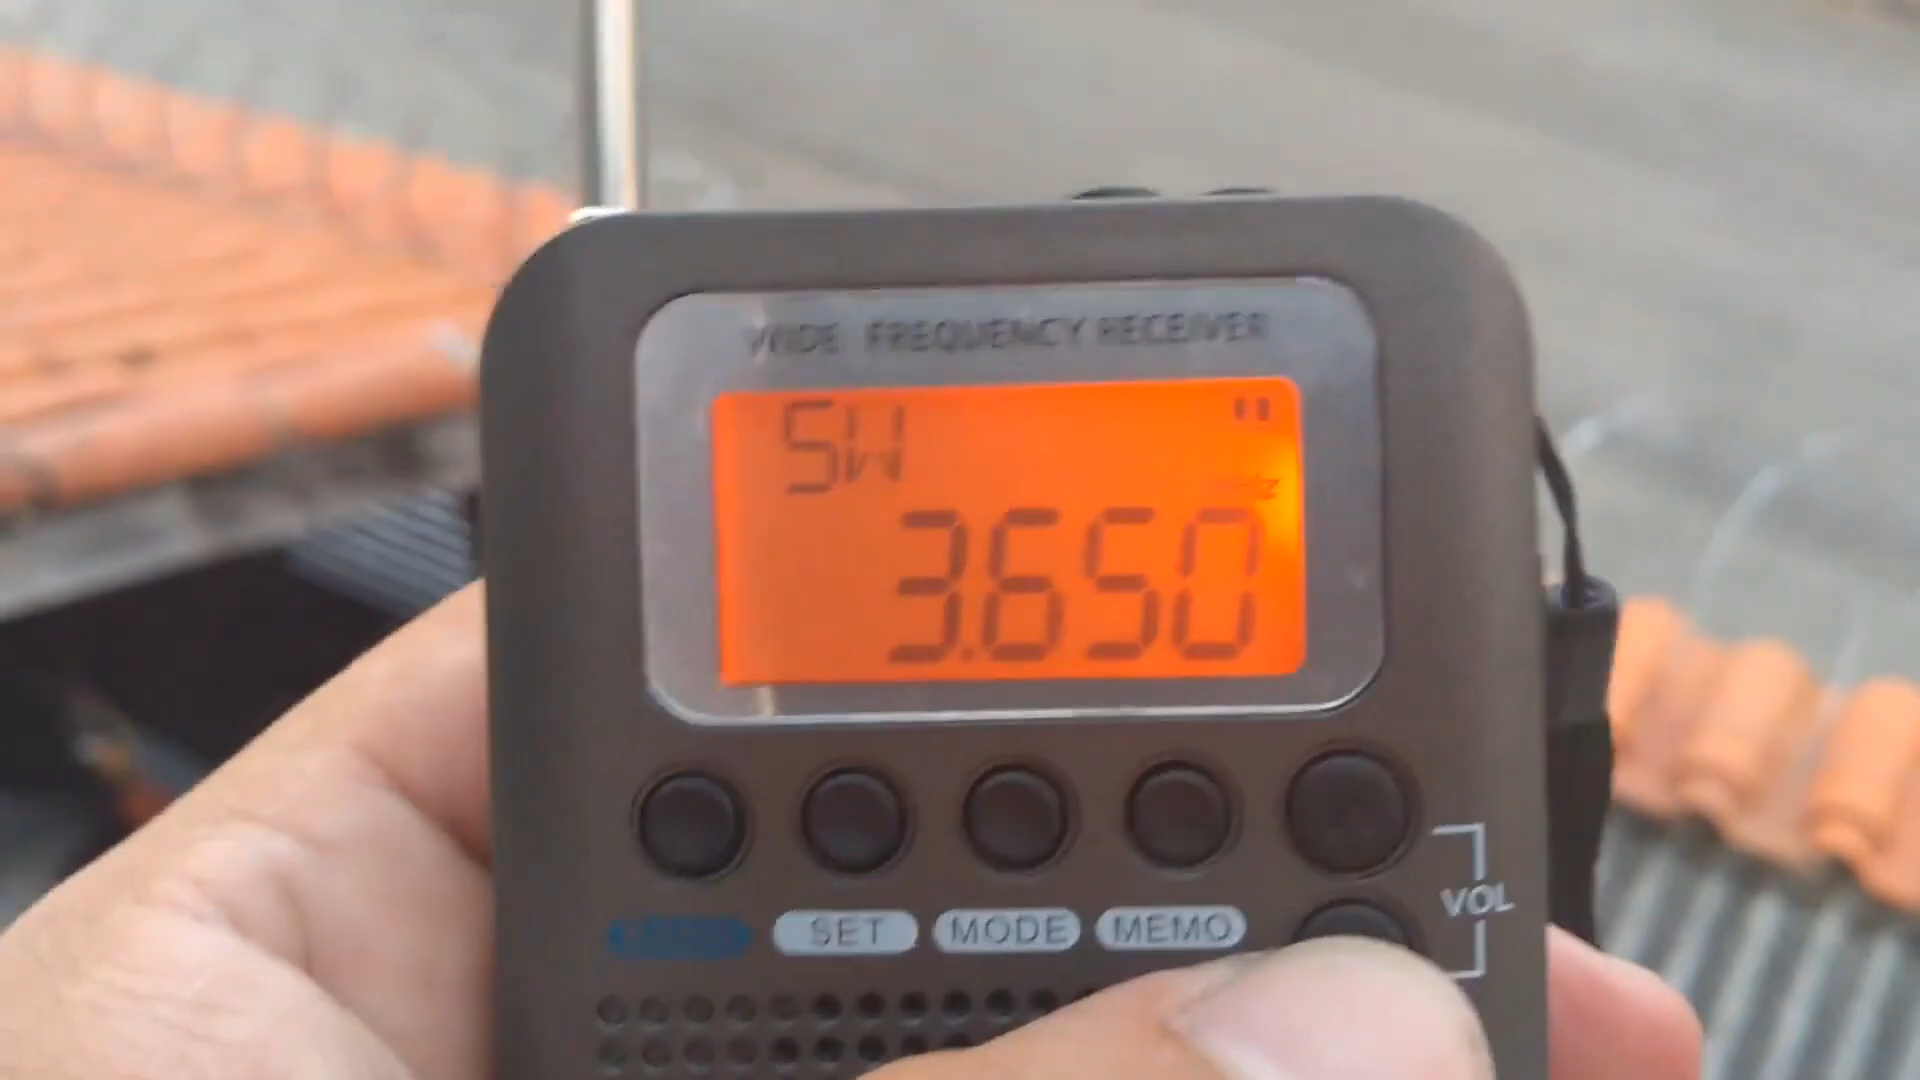 WIDE FREQUENCY RECEIVER
SW
3.650
VOL
SET MODE MEMO